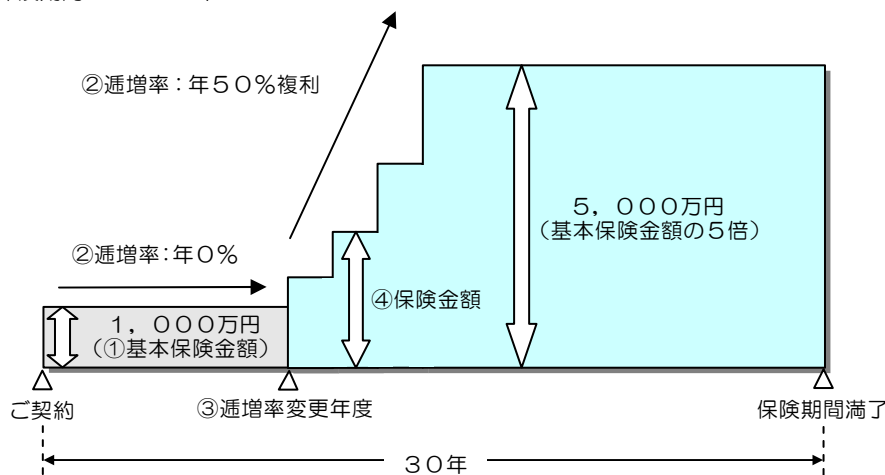 ②逓増率：年５０％複利
５，０００万円
（基本保険金額の５倍）
②逓増率：年０％
④保険金額
１，０００万円
（①基本保険金額）
ご契約
③逓増率変更年度
保険期間満了
３０年